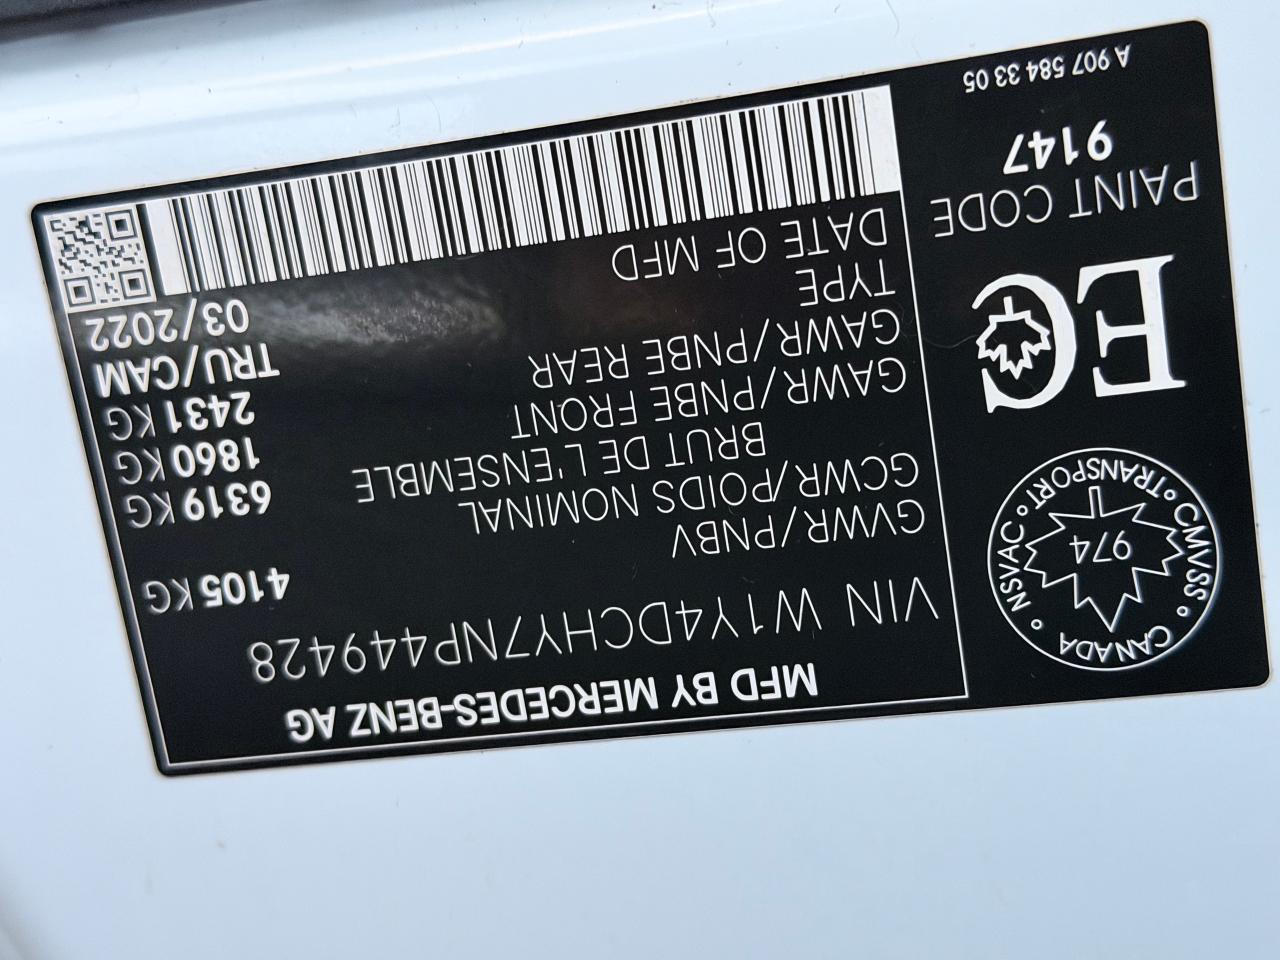 MFD BY MERCEDES-BENZ AG
VIN W1Y4DCHY7NP449428
GVWR/PNBV 4105 KG
GCWR/POIDS NOMINAL
BRUT DE L'ENSEMBLE 6319 KG
GAWR/PNBE FRONT 1860 KG
GAWR/PNBE REAR 2431 KG
TYPE TRU/CAM
DATE OF MFD 03/2022
CANADA
NSVAC TRANSPORT CMVSS
974
EC
PAINT CODE
9147
A 907 584 33 05